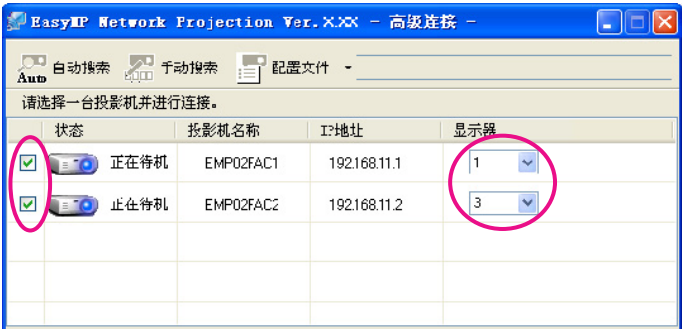 EasyMP Network Projection Ver.X.XX - 高级连接 -
Auto 自动搜索 手动搜索 配置文件
请选择一台投影机并进行连接。
状态 投影机名称 IP地址 显示器
正在待机 EMP02FAC1 192.168.11.1 1
正在待机 EMP02FAC2 192.168.11.2 3